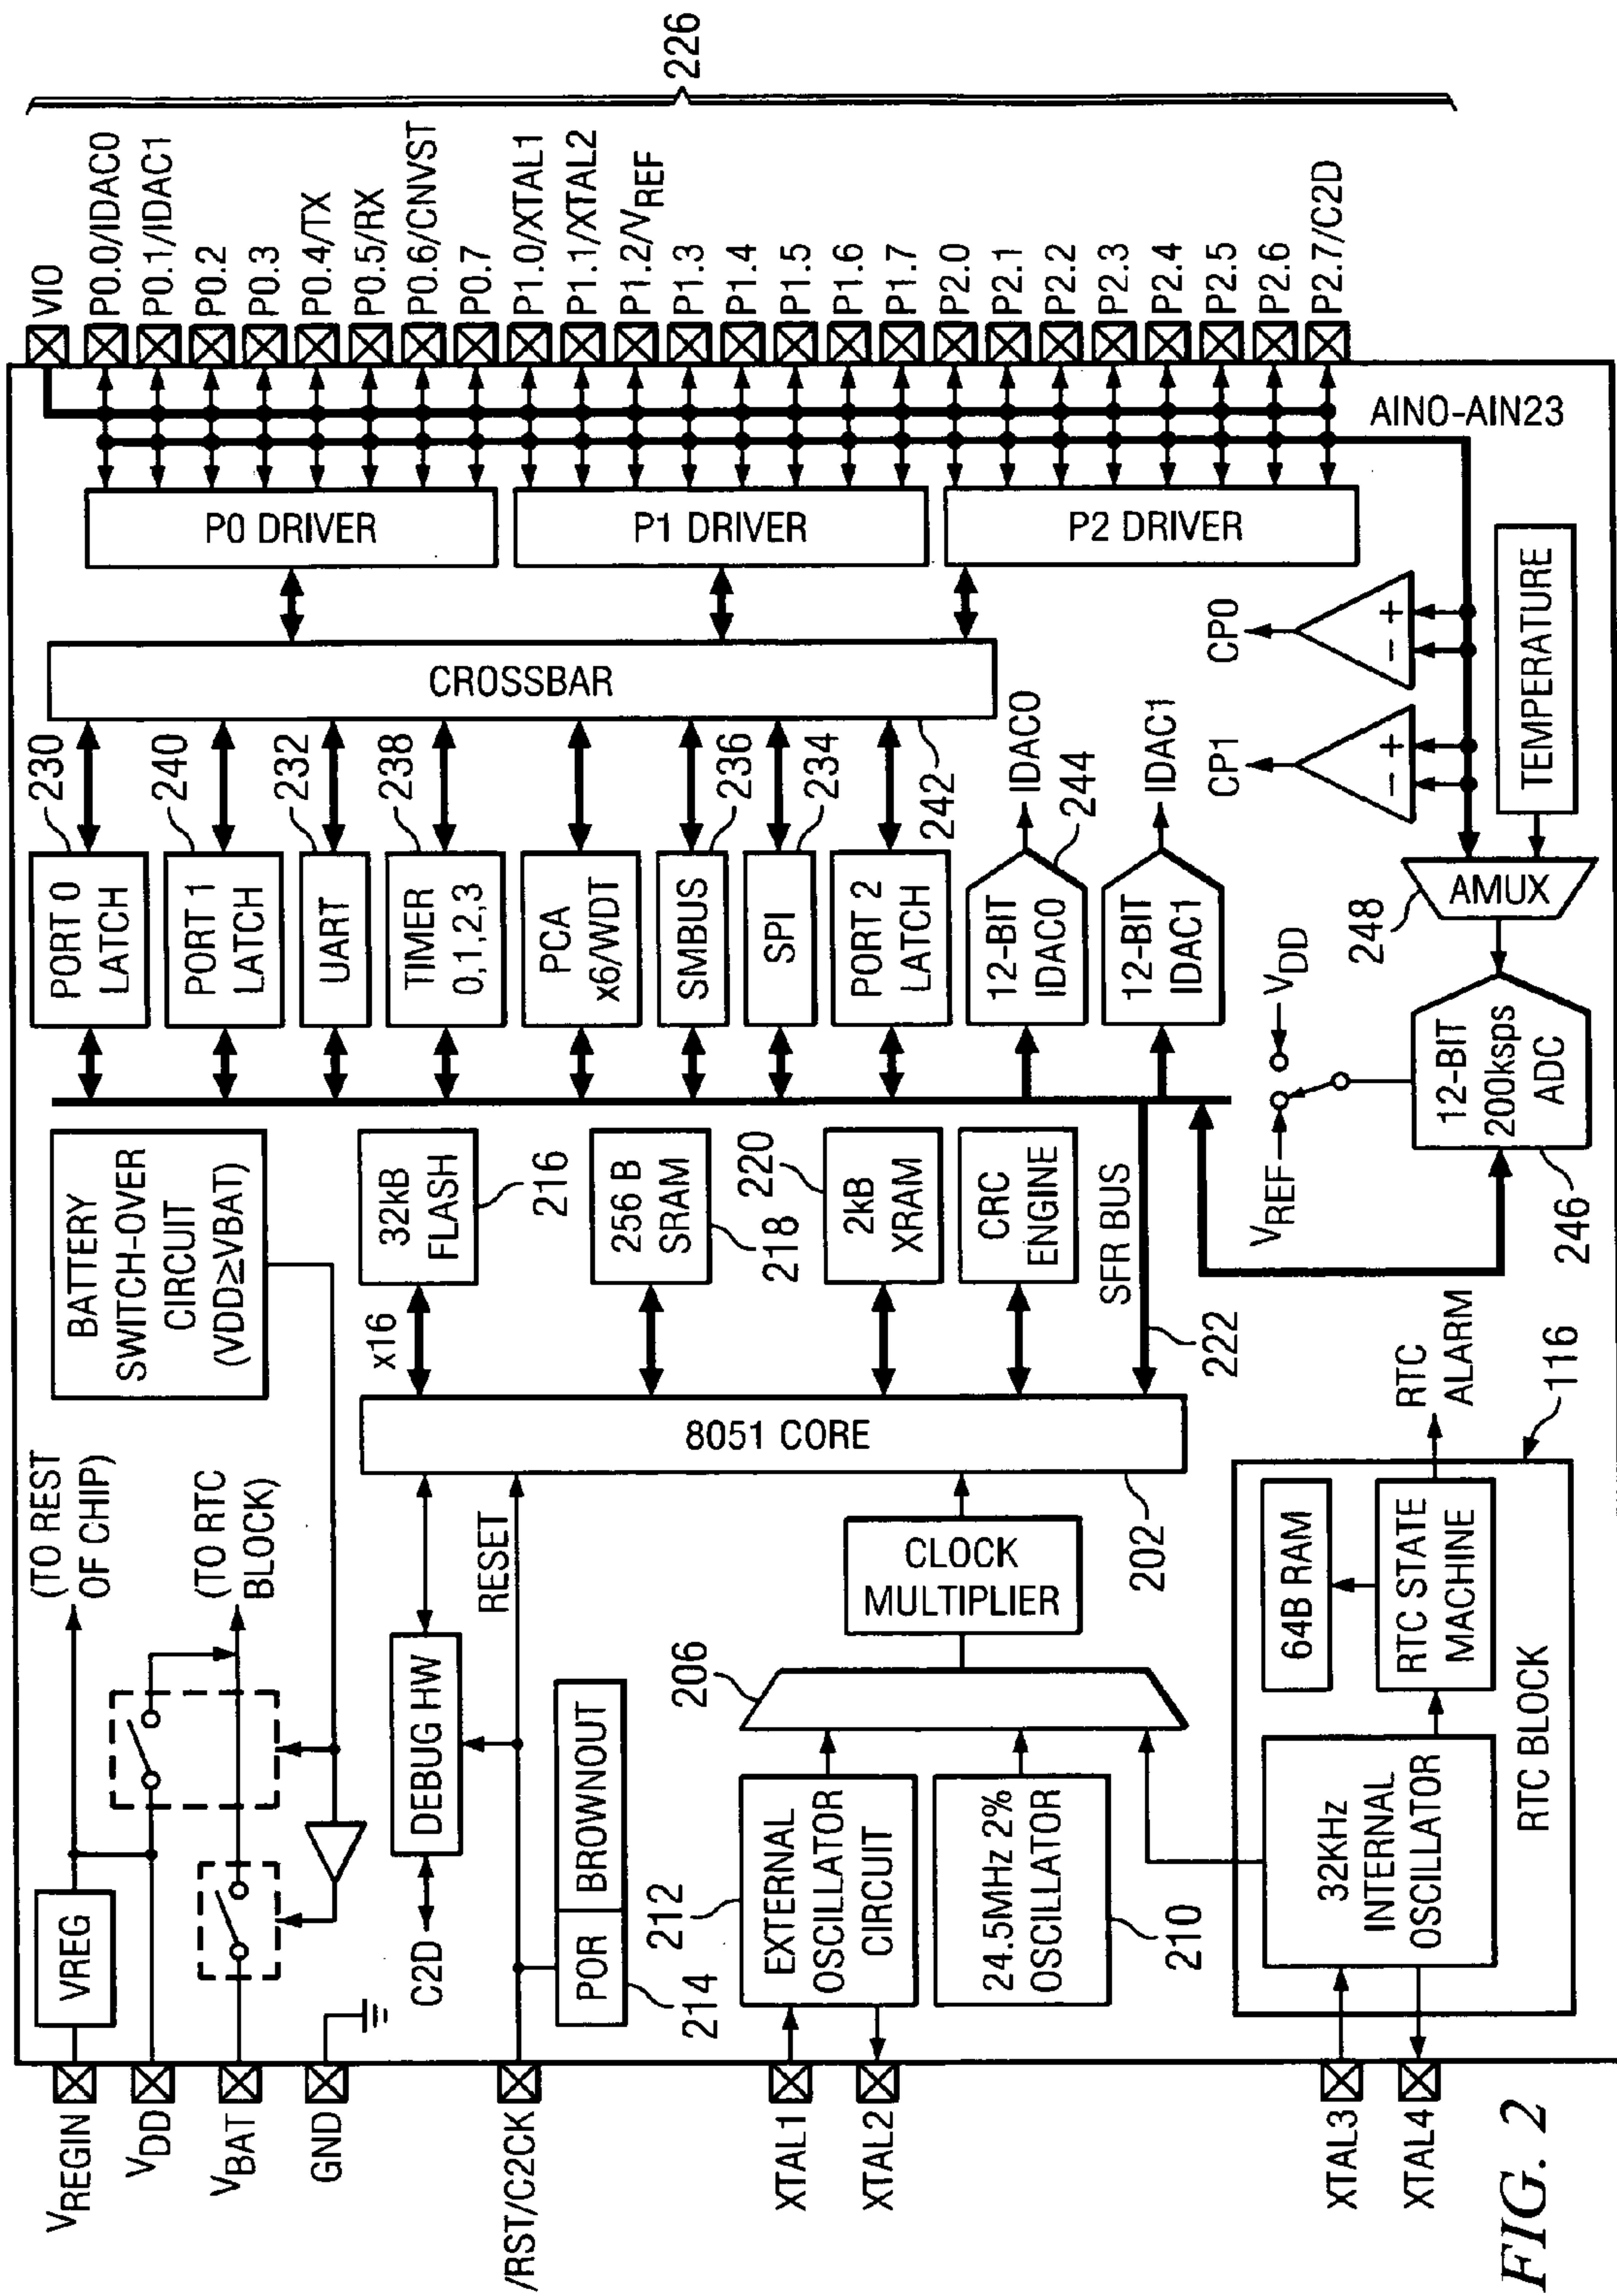 VREGIN
VDD
VBAT
GND
/RST/C2CK
XTAL1
XTAL2
XTAL3
XTAL4
VREG
(TO REST
OF CHIP)
(TO RTC
BLOCK)
BATTERY
SWITCH-OVER
CIRCUIT
(VDD≥VBAT)
C2D
DEBUG HW
RESET
POR
BROWNOUT
214
212
EXTERNAL
OSCILLATOR
CIRCUIT
24.5MHz 2%
OSCILLATOR
210
206
CLOCK
MULTIPLIER
202
8051 CORE
x16
32kB
FLASH
216
256 B
SRAM
218
220
2kB
XRAM
CRC
ENGINE
SFR BUS
222
32KHz
INTERNAL
OSCILLATOR
64B RAM
RTC STATE
MACHINE
RTC BLOCK
RTC
ALARM
116
PORT 0
LATCH
230
PORT 1
LATCH
240
UART
232
TIMER
0,1,2,3
238
PCA
x6/WDT
SMBUS
236
SPI
234
PORT 2
LATCH
242
12-BIT
IDAC0
IDAC0
244
12-BIT
IDAC1
IDAC1
CROSSBAR
P0 DRIVER
P1 DRIVER
P2 DRIVER
VREF
VDD
12-BIT
200ksps
ADC
246
AMUX
248
TEMPERATURE
CP1
- +
CP0
- +
AINO-AIN23
VIO
P0.0/IDAC0
P0.1/IDAC1
P0.2
P0.3
P0.4/TX
P0.5/RX
P0.6/CNVST
P0.7
P1.0/XTAL1
P1.1/XTAL2
P1.2/VREF
P1.3
P1.4
P1.5
P1.6
P1.7
P2.0
P2.1
P2.2
P2.3
P2.4
P2.5
P2.6
P2.7/C2D
226
FIG. 2